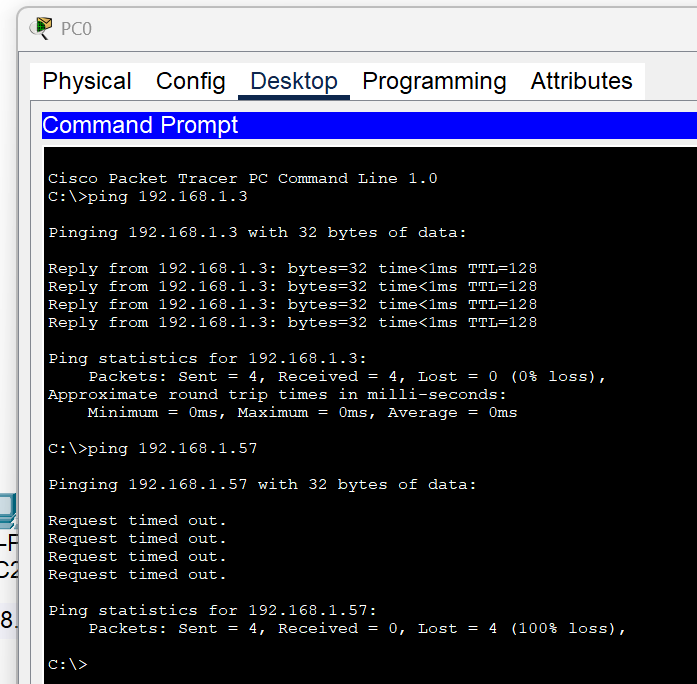 PC0
Physical Config Desktop Programming Attributes
Command Prompt
Cisco Packet Tracer PC Command Line 1.0
C:\>ping 192.168.1.3
Pinging 192.168.1.3 with 32 bytes of data:
Reply from 192.168.1.3: bytes=32 time<1ms TTL=128
Reply from 192.168.1.3: bytes=32 time<1ms TTL=128
Reply from 192.168.1.3: bytes=32 time<1ms TTL=128
Reply from 192.168.1.3: bytes=32 time<1ms TTL=128
Ping statistics for 192.168.1.3:
Packets: Sent = 4, Received = 4, Lost = 0 (0% loss),
Approximate round trip times in milli-seconds:
Minimum = 0ms, Maximum = 0ms, Average = 0ms
C:\>ping 192.168.1.57
Pinging 192.168.1.57 with 32 bytes of data:
Request timed out.
Request timed out.
Request timed out.
Request timed out.
Ping statistics for 192.168.1.57:
Packets: Sent = 4, Received = 0, Lost = 4 (100% loss),
C:\>